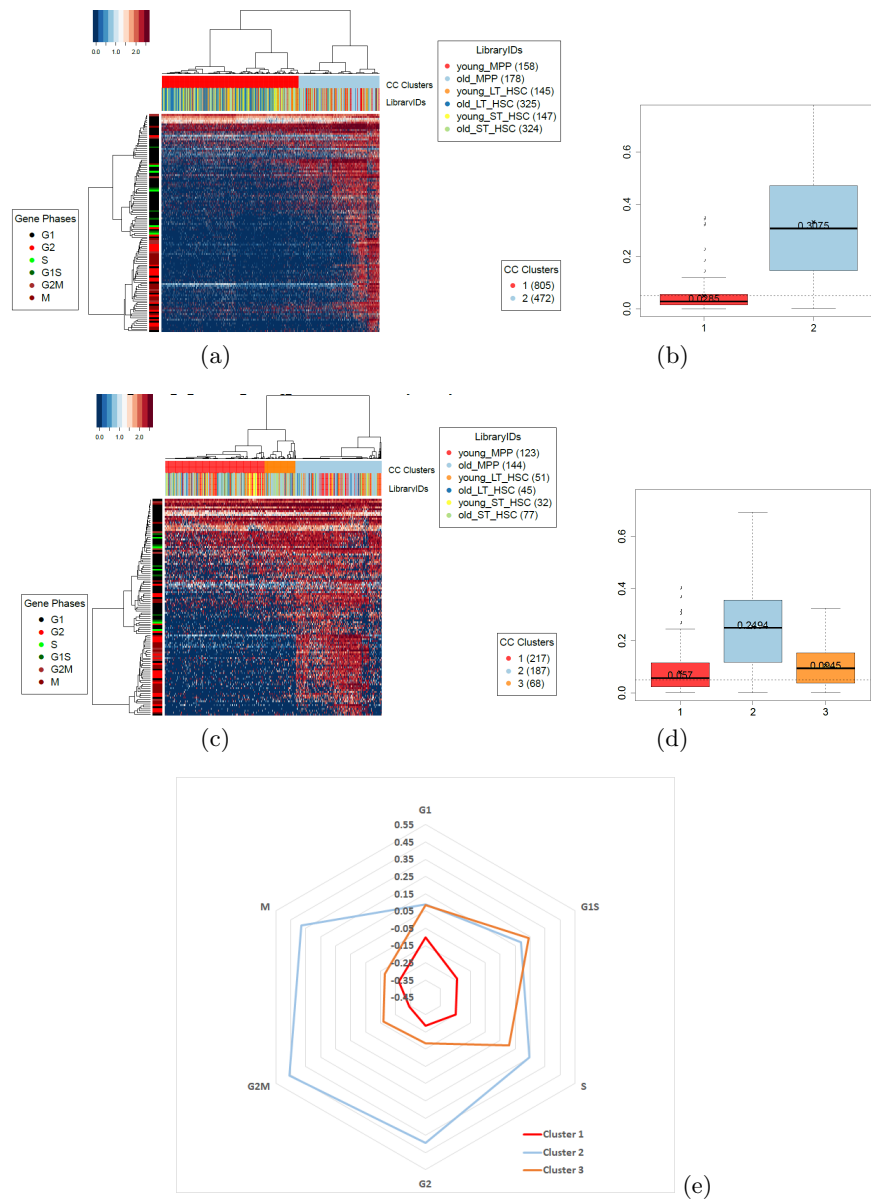 0.0 1.0 2.0
LibraryIDs
young_MPP (158)
old_MPP (178)
young_LT_HSC (145)
old_LT_HSC (325)
young_ST_HSC (147)
old_ST_HSC (324)
CC Clusters
LibraryIDs
Gene Phases
G1
G2
S
G1S
G2M
M
CC Clusters
1 (805)
2 (472)
0.6
0.4
0.2
0.0
0.3075
0.0285
1 2
(a) (b)
0.0 1.0 2.0
LibraryIDs
young_MPP (123)
old_MPP (144)
young_LT_HSC (51)
old_LT_HSC (45)
young_ST_HSC (32)
old_ST_HSC (77)
CC Clusters
LibraryIDs
Gene Phases
G1
G2
S
G1S
G2M
M
CC Clusters
1 (217)
2 (187)
3 (68)
0.6
0.4
0.2
0.0
0.2494
0.057
0.0945
1 2 3
(c) (d)
G1
0.55
0.45
0.35
0.25
0.15
0.05
-0.05
-0.15
-0.25
-0.35
-0.45
M
G1S
G2M
S
G2
Cluster 1
Cluster 2
Cluster 3
(e)